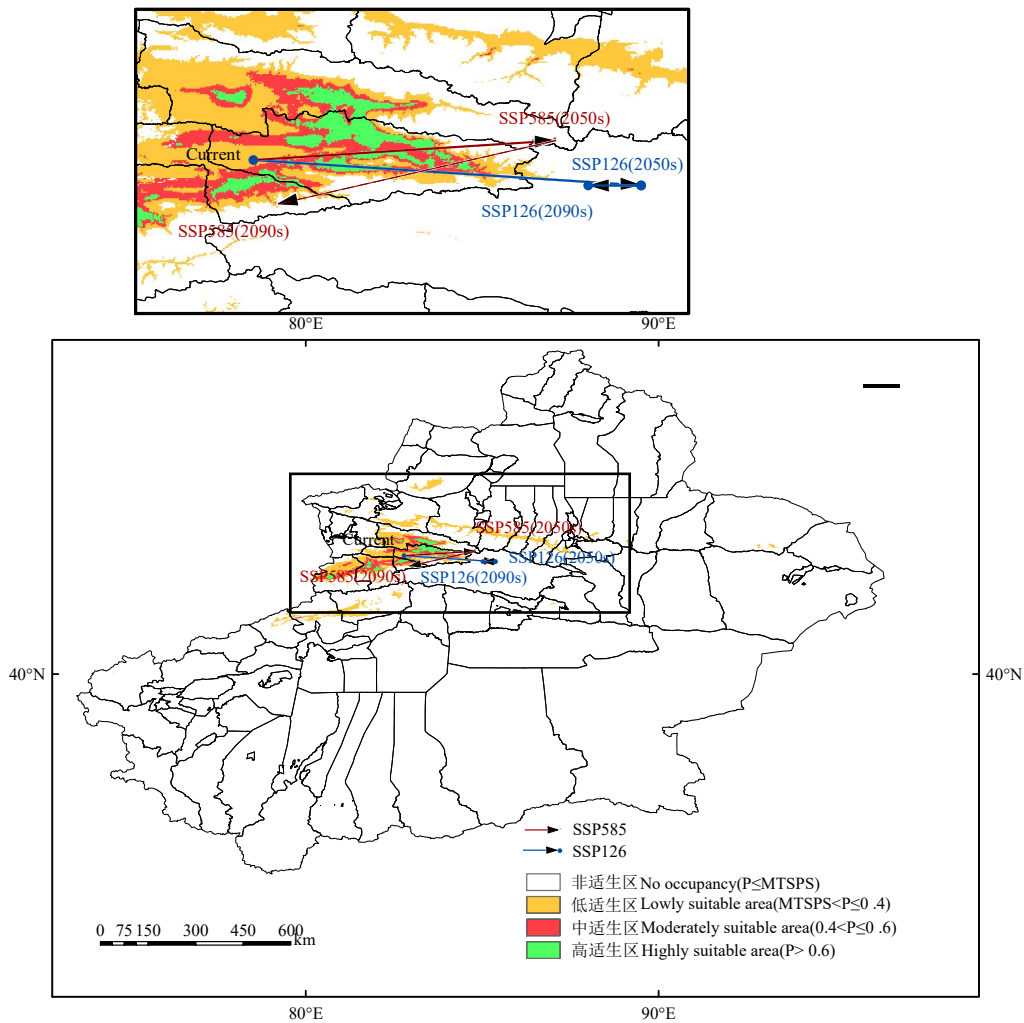 SSP585(2050s)
Current
SSP126(2050s)
SSP126(2090s)
SSP585(2090s)
80°E
90°E
SSP585(2050s)
Current
SSP126(2050s)
SSP585(2090s)
SSP126(2090s)
40°N
40°N
SSP585
SSP126
非适生区No occupancy(P≤MTSPS)
低适生区Lowly suitable area(MTSPS<P≤0 .4)
中适生区Moderately suitable area(0.4<P≤0 .6)
高适生区Highly suitable area(P> 0.6)
0 75 150 300 450 600
km
80°E
90°E